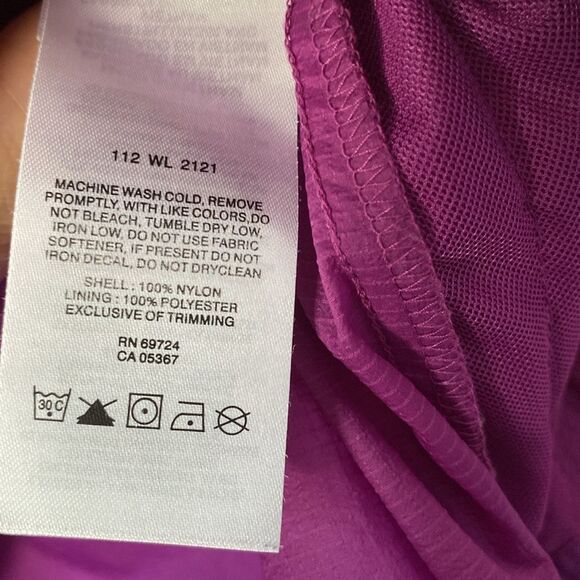 112 WL 2121
MACHINE WASH COLD, REMOVE
PROMPTLY, WITH LIKE COLORS,DO
NOT BLEACH, TUMBLE DRY LOW,
IRON LOW, DO NOT USE FABRIC
SOFTENER, IF PRESENT DO NOT
IRON DECAL, DO NOT DRYCLEAN
SHELL : 100% NYLON
LINING : 100% POLYESTER
EXCLUSIVE OF TRIMMING
RN 69724
CA 05367
30 C